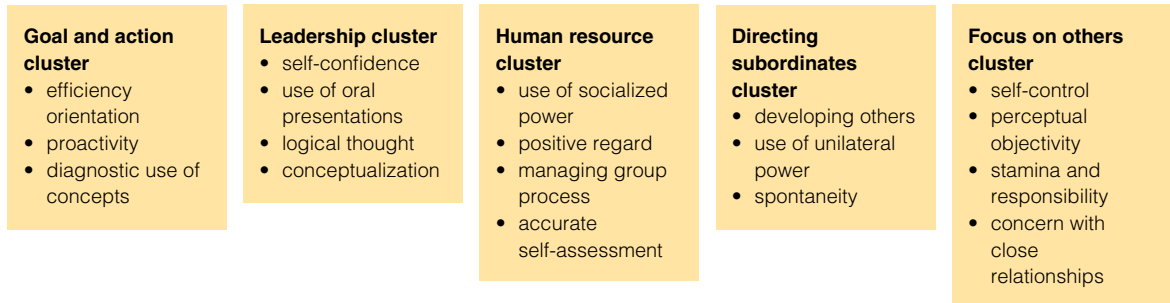 Goal and action
cluster
• efficiency
orientation
• proactivity
• diagnostic use of
concepts
Leadership cluster
• self-confidence
• use of oral
presentations
• logical thought
• conceptualization
Human resource
cluster
• use of socialized
power
• positive regard
• managing group
process
• accurate
self-assessment
Directing
subordinates
cluster
• developing others
• use of unilateral
power
• spontaneity
Focus on others
cluster
• self-control
• perceptual
objectivity
• stamina and
responsibility
• concern with
close
relationships